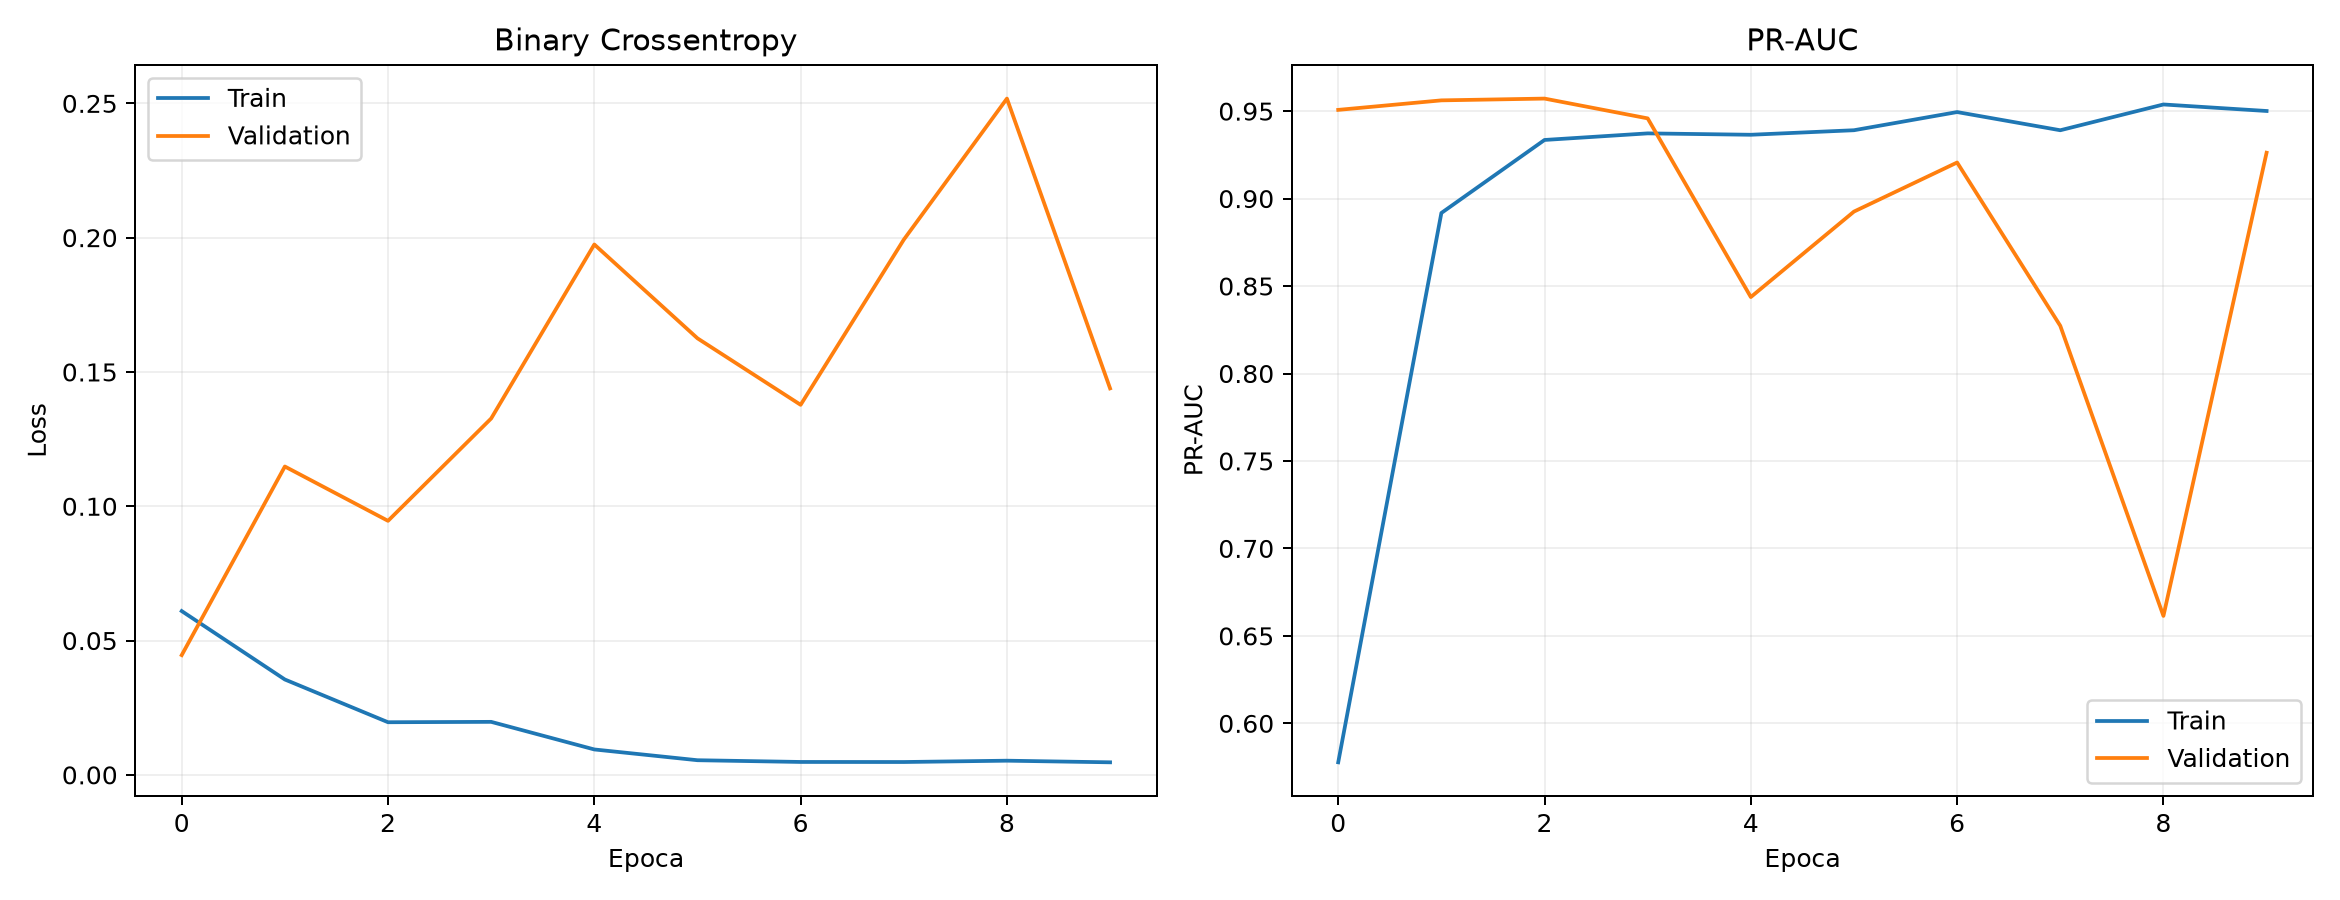 Binary Crossentropy
Train
Validation
0.25
0.20
0.15
0.10
0.05
0.00
Loss
0 2 4 6 8
Epoca
PR-AUC
0.95
0.90
0.85
0.80
0.75
0.70
0.65
0.60
PR-AUC
Train
Validation
0 2 4 6 8
Epoca